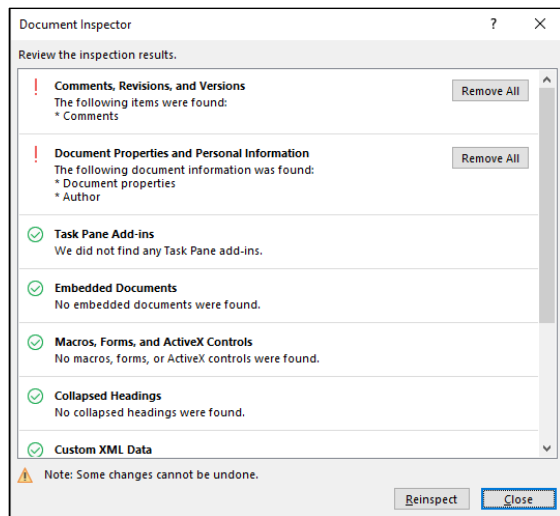 Document Inspector
Review the inspection results.
Comments, Revisions, and Versions
The following items were found:
* Comments
Remove All
Document Properties and Personal Information
The following document information was found:
* Document properties
* Author
Remove All
Task Pane Add-ins
We did not find any Task Pane add-ins.
Embedded Documents
No embedded documents were found.
Macros, Forms, and ActiveX Controls
No macros, forms, or ActiveX controls were found.
Collapsed Headings
No collapsed headings were found.
Custom XML Data
Note: Some changes cannot be undone.
Reinspect Close